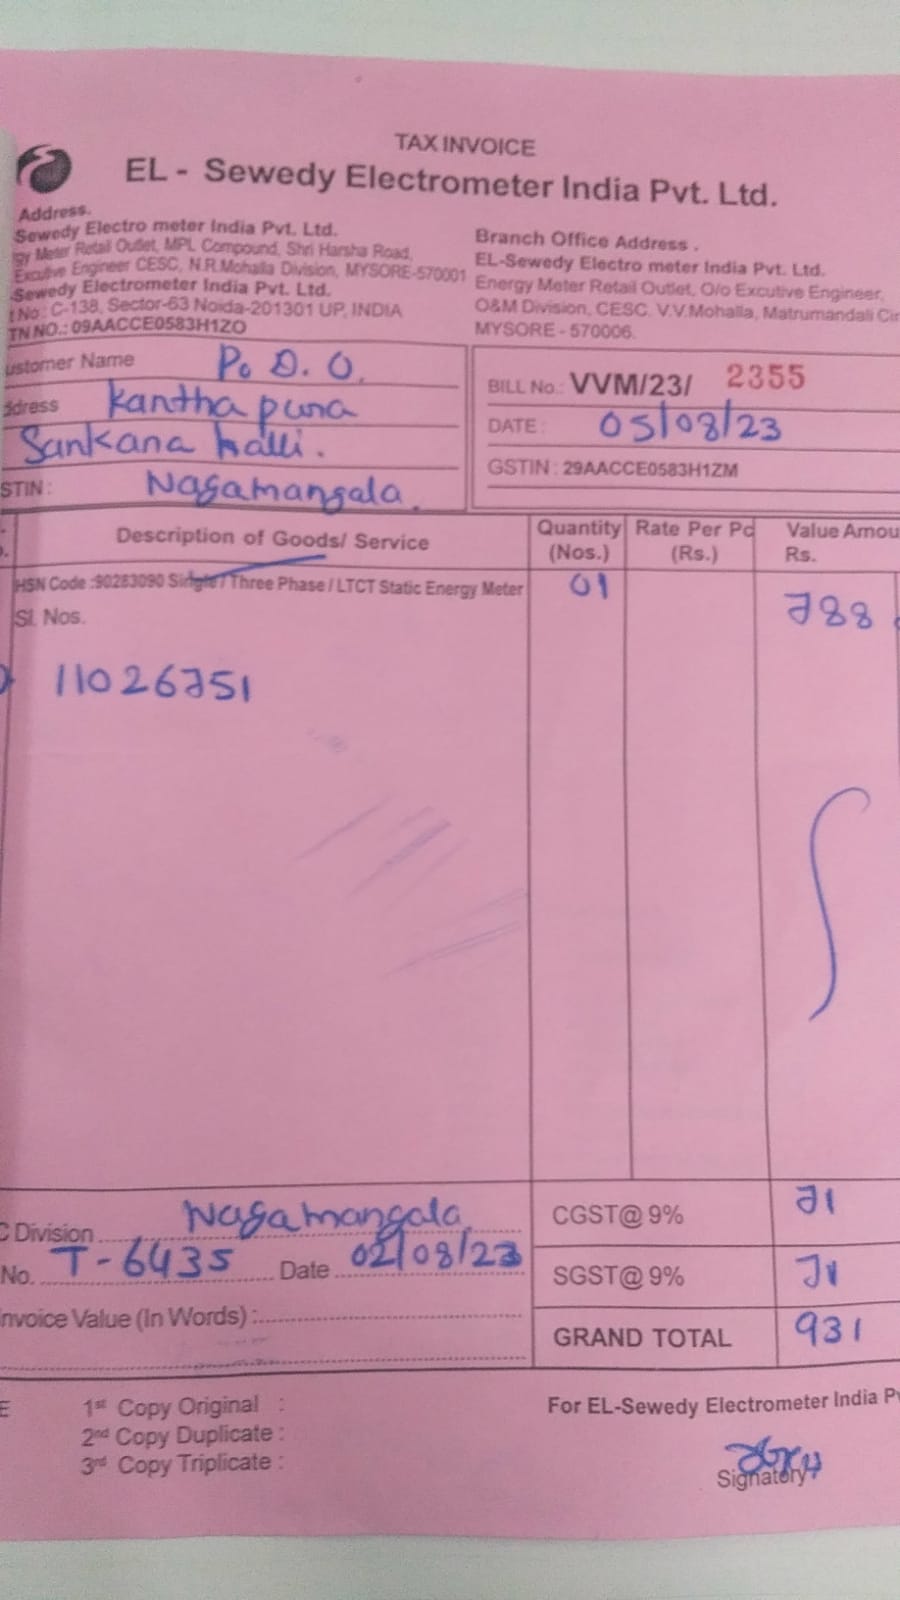 TAX INVOICE
EL - Sewedy Electrometer India Pvt. Ltd.
Address.
Sewedy Electro meter India Pvt. Ltd.
gy Meter Retail Outlet, MPL Compound, Shri Harsha Road,
Excutive Engineer CESC, N.R.Mohalla Division, MYSORE-570001
Sewedy Electrometer India Pvt. Ltd.
No : C-138, Sector-63 Noida-201301 UP, INDIA
TN NO.: 09AACCE0583H1ZO
Branch Office Address .
EL-Sewedy Electro meter India Pvt. Ltd.
Energy Meter Retail Outlet, O/o Excutive Engineer,
O&M Division, CESC. V.V.Mohalla, Matrumandali Cir
MYSORE - 570006.
ustomer Name P. D. O.
ddress Kantha pura
Sankana halli.
STIN : Nagamangala.
BILL No.: VVM/23/ 2355
DATE : 05/08/23
GSTIN : 29AACCE0583H1ZM
Description of Goods/ Service Quantity (Nos.) Rate Per Pc (Rs.) Value Amou Rs.
HSN Code :90283090 Single / Three Phase / LTCT Static Energy Meter 01 788
Sl. Nos.
11026751
C Division Nagamangala CGST@ 9% 71
No. T-6435 Date 02/08/23 SGST@ 9% 71
Invoice Value (In Words) : GRAND TOTAL 931
E 1st Copy Original :
2nd Copy Duplicate :
3rd Copy Triplicate :
For EL-Sewedy Electrometer India P
Signatory